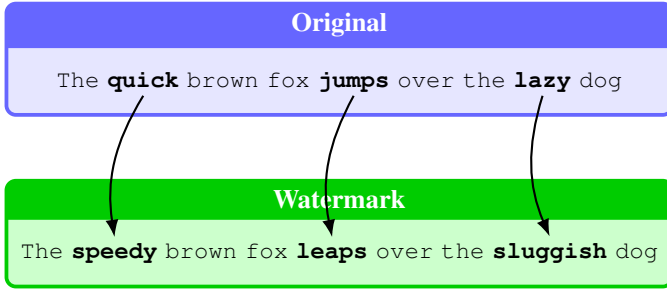 Original
The quick brown fox jumps over the lazy dog
Watermark
The speedy brown fox leaps over the sluggish dog